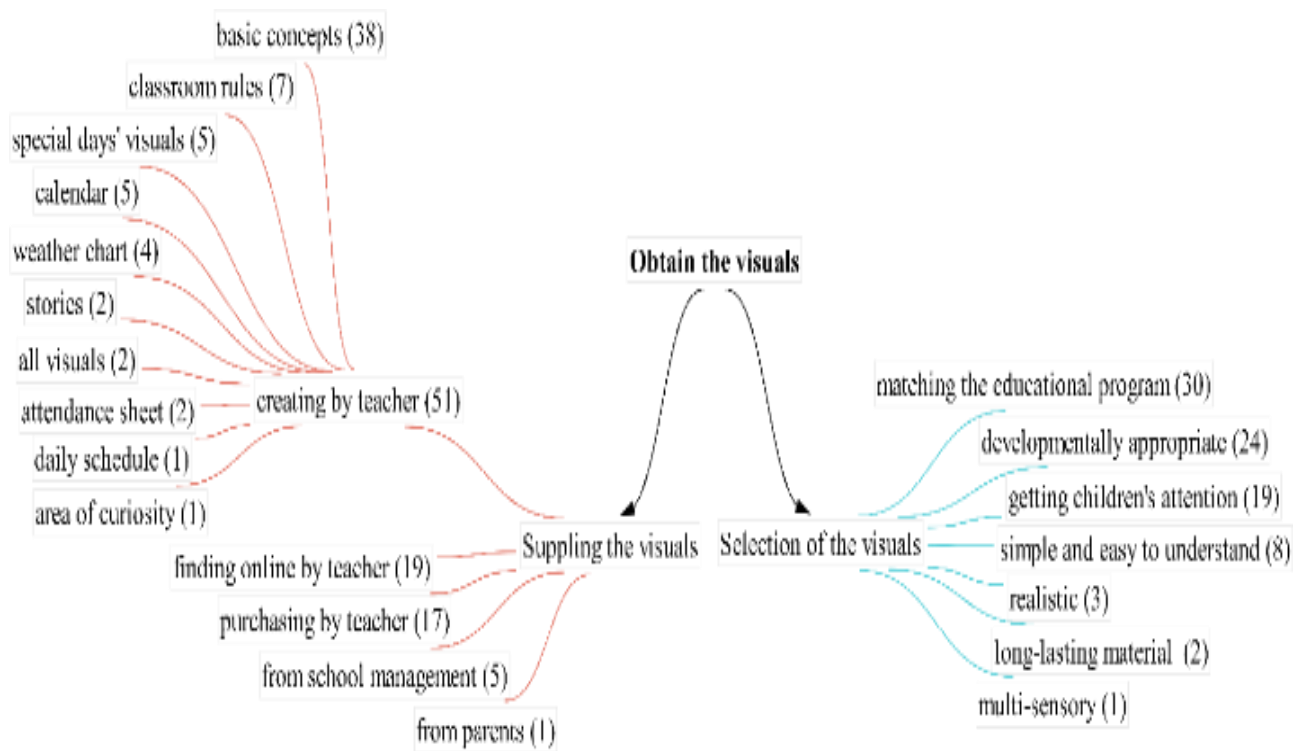 basic concepts (38)
classroom rules (7)
special days' visuals (5)
calendar (5)
weather chart (4)
stories (2)
all visuals (2)
attendance sheet (2)
daily schedule (1)
area of curiosity (1)
creating by teacher (51)
Obtain the visuals
Suppling the visuals
finding online by teacher (19)
purchasing by teacher (17)
from school management (5)
from parents (1)
Selection of the visuals
matching the educational program (30)
developmentally appropriate (24)
getting children's attention (19)
simple and easy to understand (8)
realistic (3)
long-lasting material (2)
multi-sensory (1)